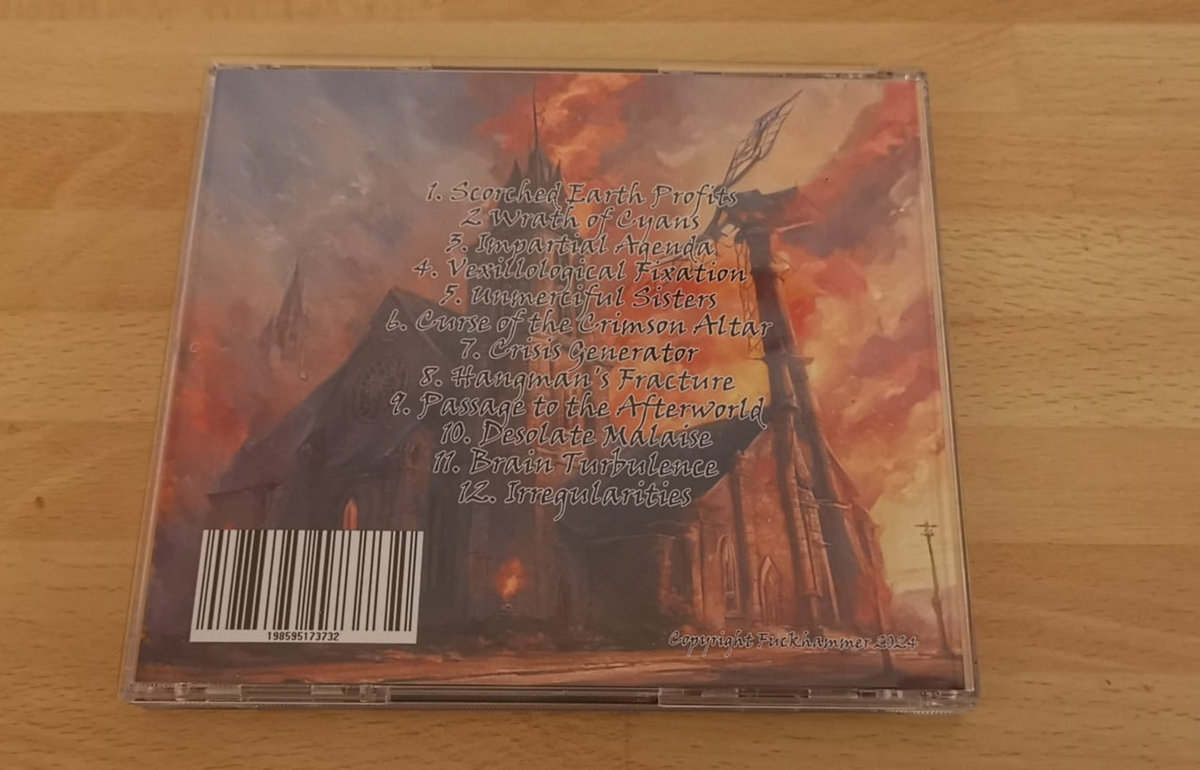 1. Scorched Earth Profits
2. Wrath of Cyans
3. Impartial Agenda
4. Vexillological Fixation
5. Unmerciful Sisters
6. Curse of the Crimson Altar
7. Crisis Generator
8. Hangman's Fracture
9. Passage to the Afterworld
10. Desolate Malaise
11. Brain Turbulence
12. Irregularities
198595173732
Copyright Fuckhammer 2024